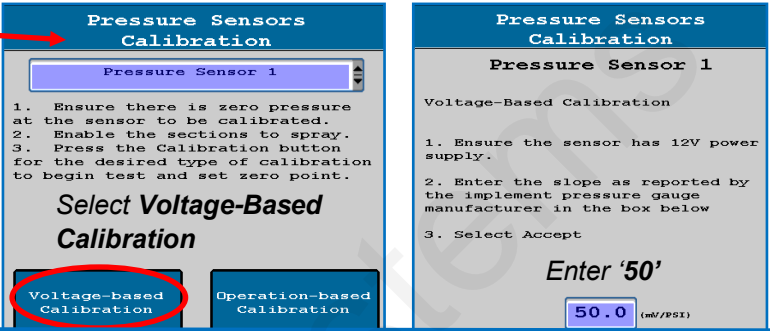 Pressure Sensors
Calibration
Pressure Sensor 1
1. Ensure there is zero pressure
at the sensor to be calibrated.
2. Enable the sections to spray.
3. Press the Calibration button
for the desired type of calibration
to begin test and set zero point.
Select Voltage-Based
Calibration
Voltage-based
Calibration
Operation-based
Calibration
Pressure Sensors
Calibration
Pressure Sensor 1
Voltage-Based Calibration
1. Ensure the sensor has 12V power
supply.
2. Enter the slope as reported by
the implement pressure gauge
manufacturer in the box below
3. Select Accept
Enter ‘50’
50.0 (mV/PSI)